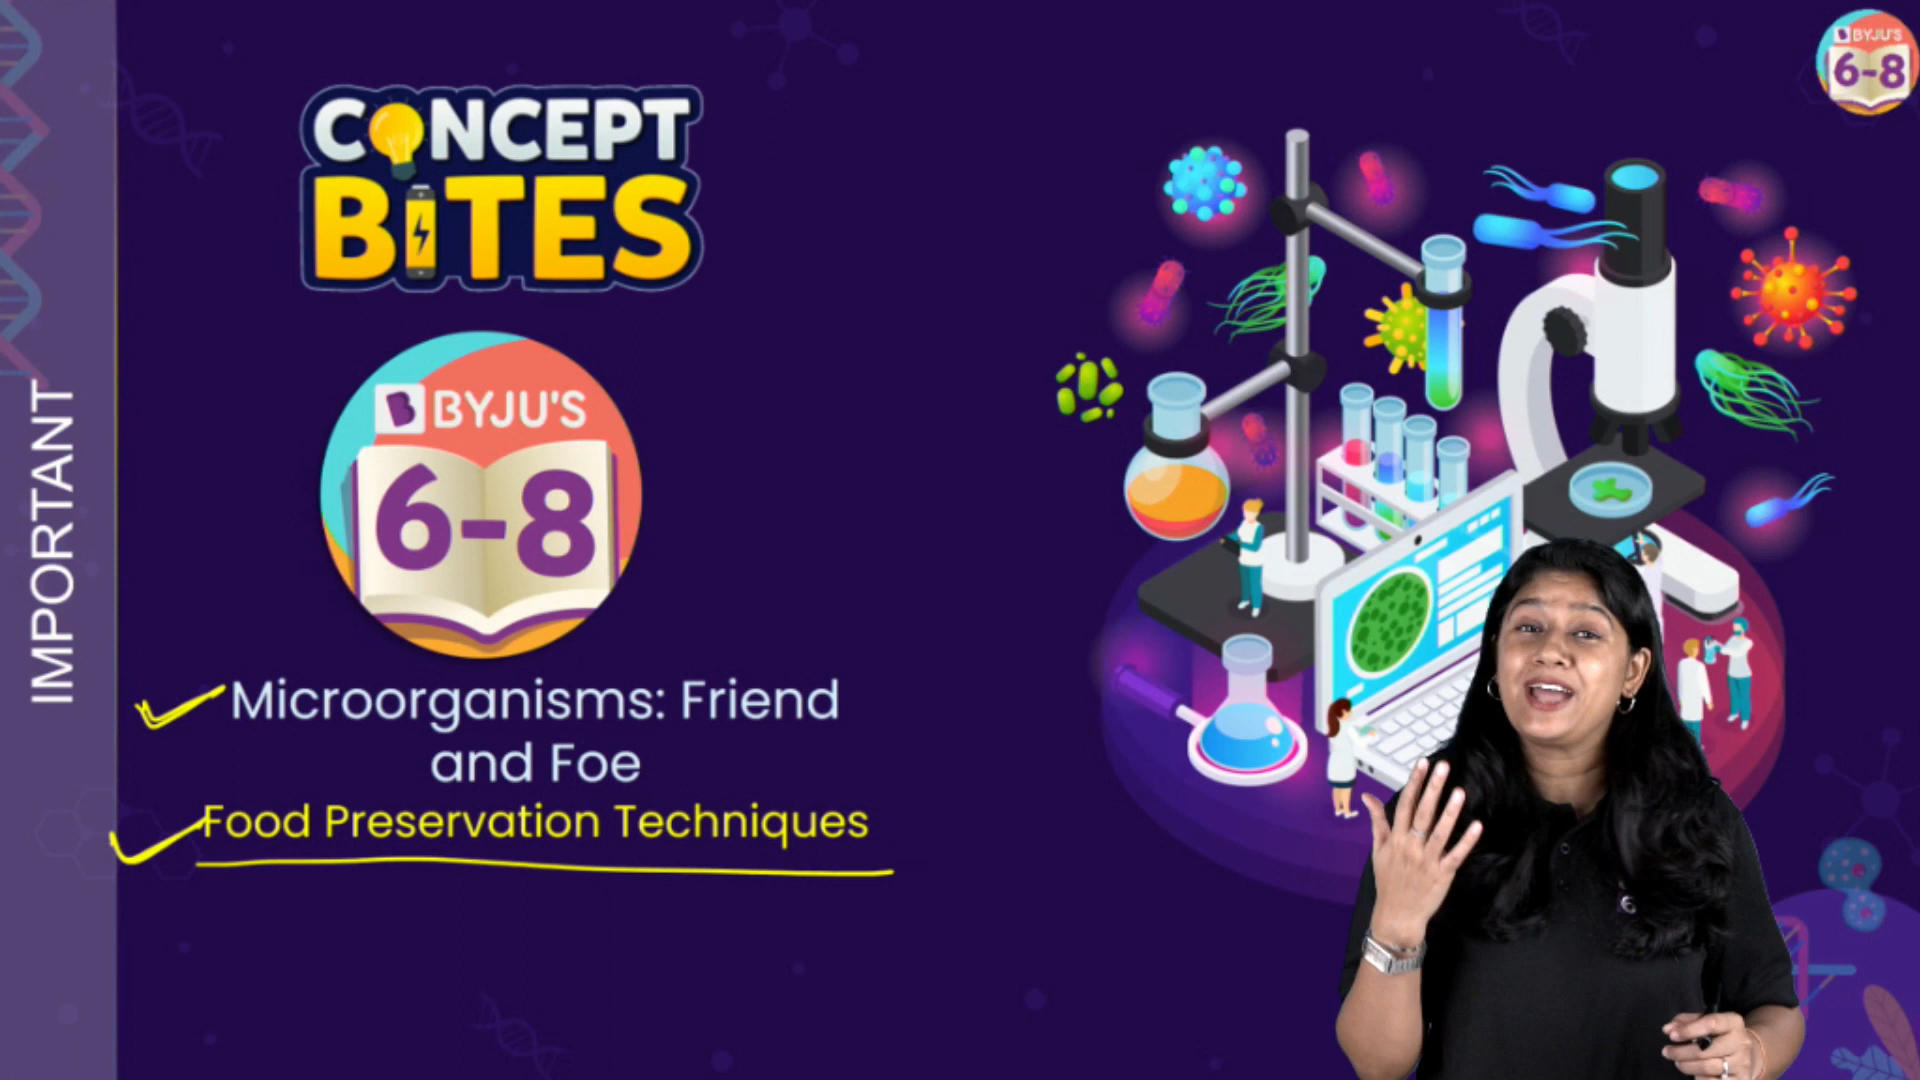 IMPORTANT
CONCEPT
BITES
BYJU'S
6-8
Microorganisms: Friend
and Foe
Food Preservation Techniques
BYJU'S
6-8